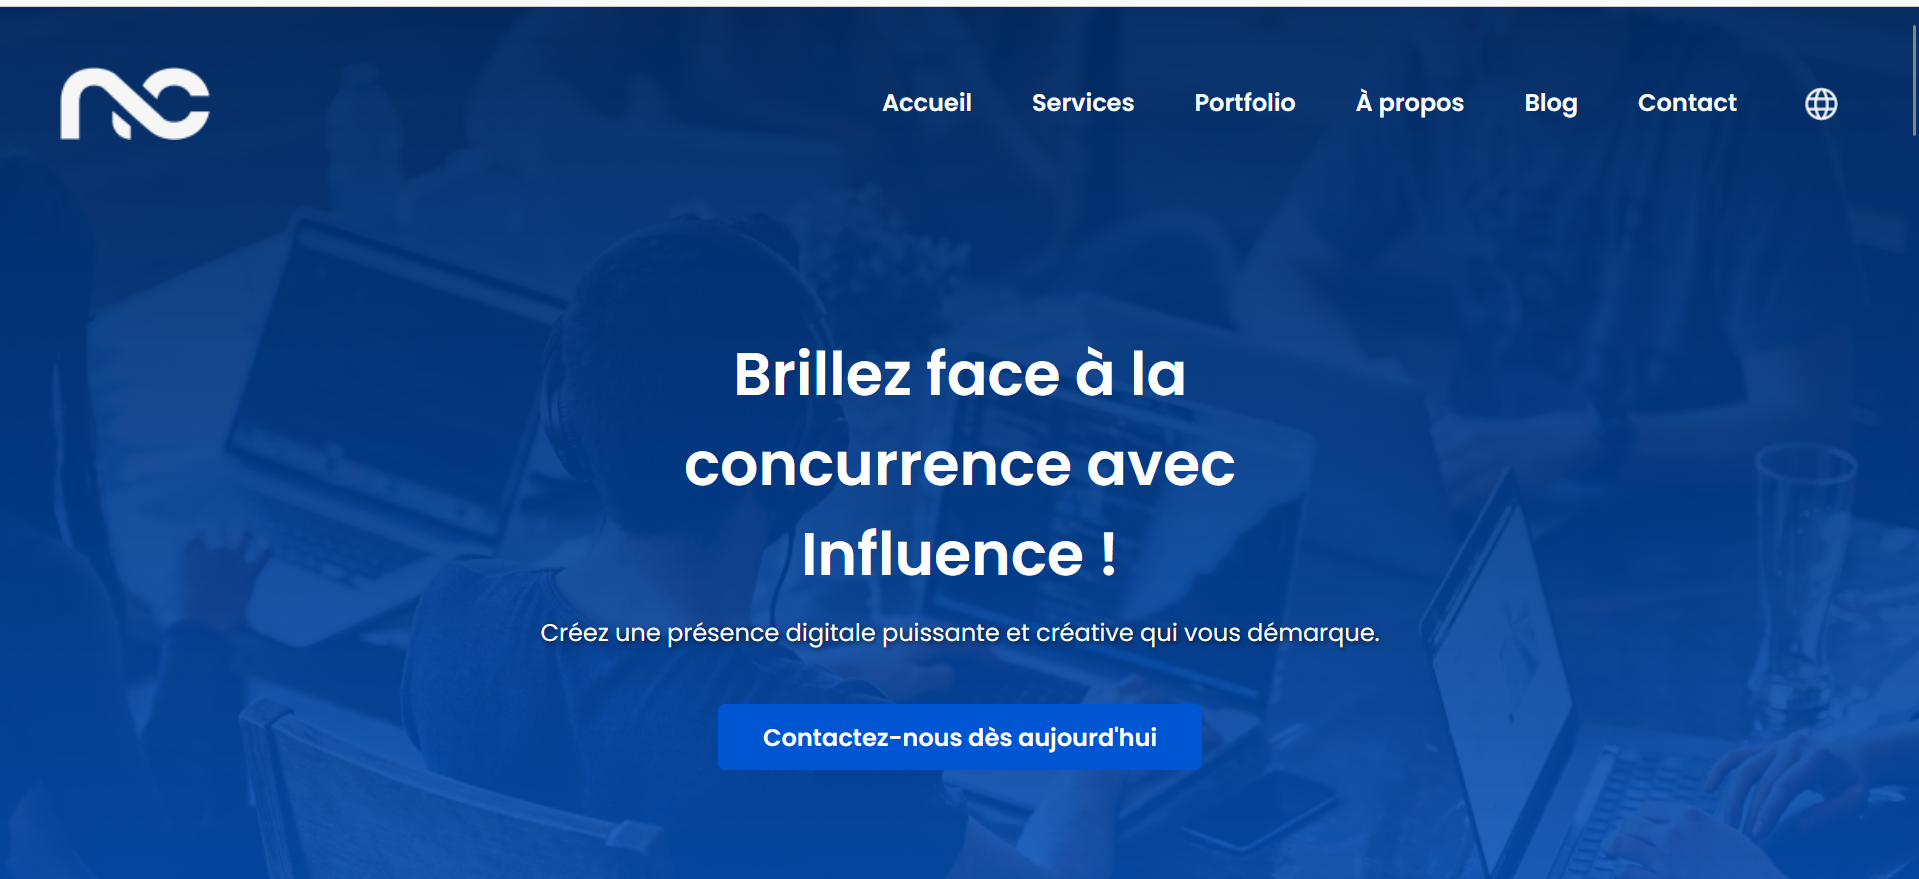 NC
Accueil Services Portfolio À propos Blog Contact
Brillez face à la
concurrence avec
Influence !
Créez une présence digitale puissante et créative qui vous démarque.
Contactez-nous dès aujourd'hui